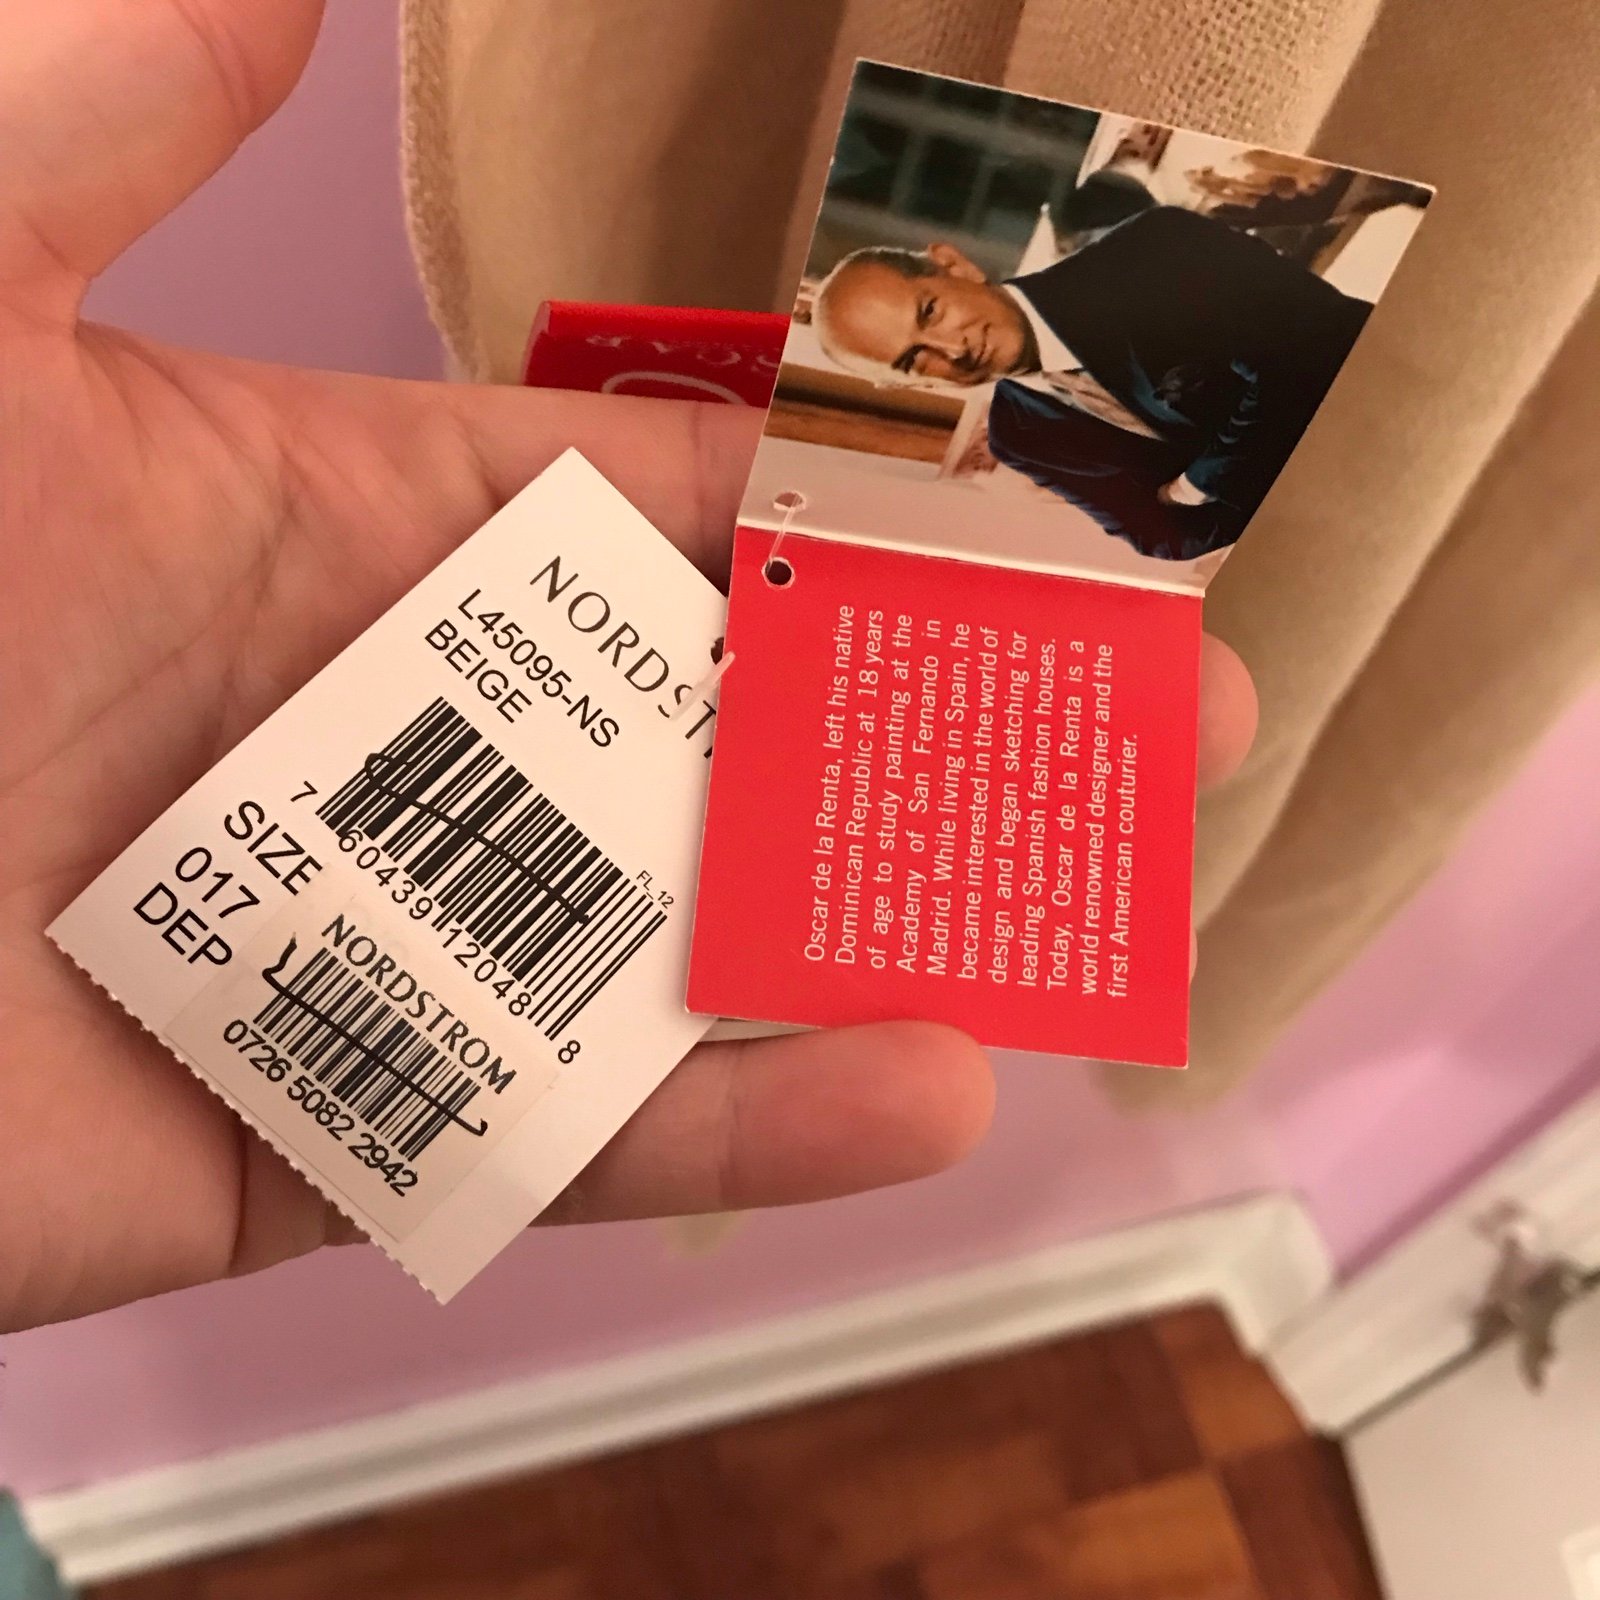 OSCAR
NORDST
L45095-NS
BEIGE
FL_12
7 60439 12048 8
SIZE
017
DEP
NORDSTROM
0726 5082 2942
Oscar de la Renta, left his native
Dominican Republic at 18 years
of age to study painting at the
Academy of San Fernando in
Madrid. While living in Spain, he
became interested in the world of
design and began sketching for
leading Spanish fashion houses.
Today, Oscar de la Renta is a
world renowned designer and the
first American couturier.